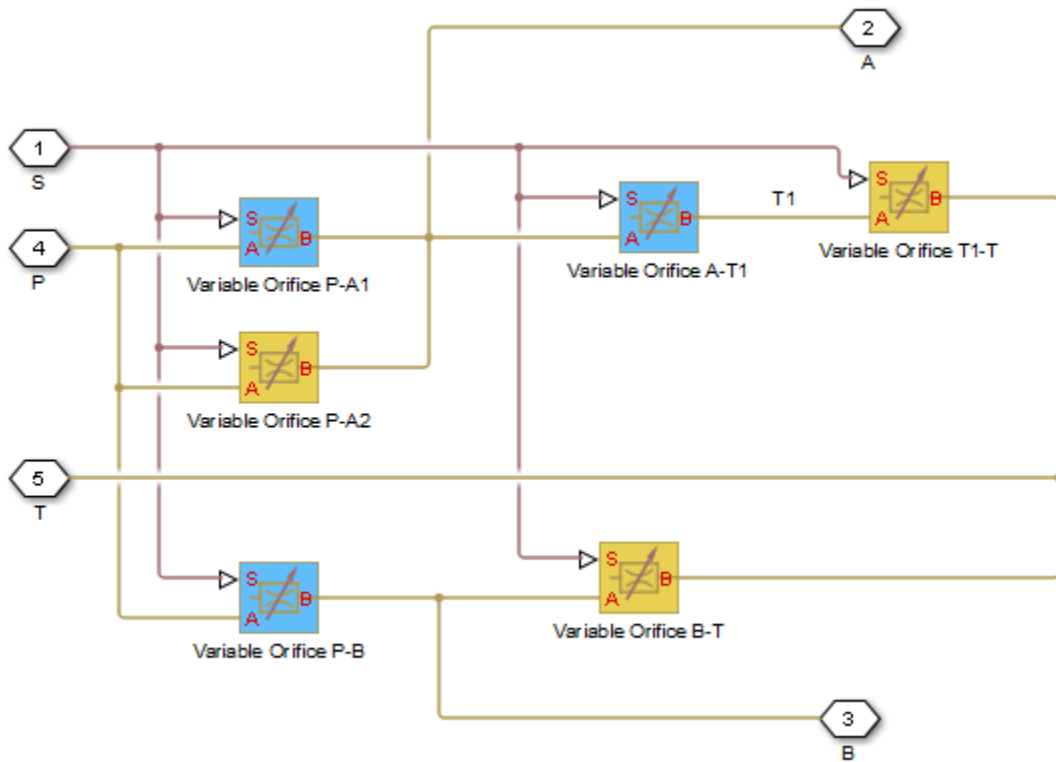 2
A
1
S
S
A
B
Variable Orifice P-A1
S
A
B
Variable Orifice A-T1
T1
S
A
B
Variable Orifice T1-T
4
P
S
A
B
Variable Orifice P-A2
5
T
S
A
B
Variable Orifice P-B
S
A
B
Variable Orifice B-T
3
B